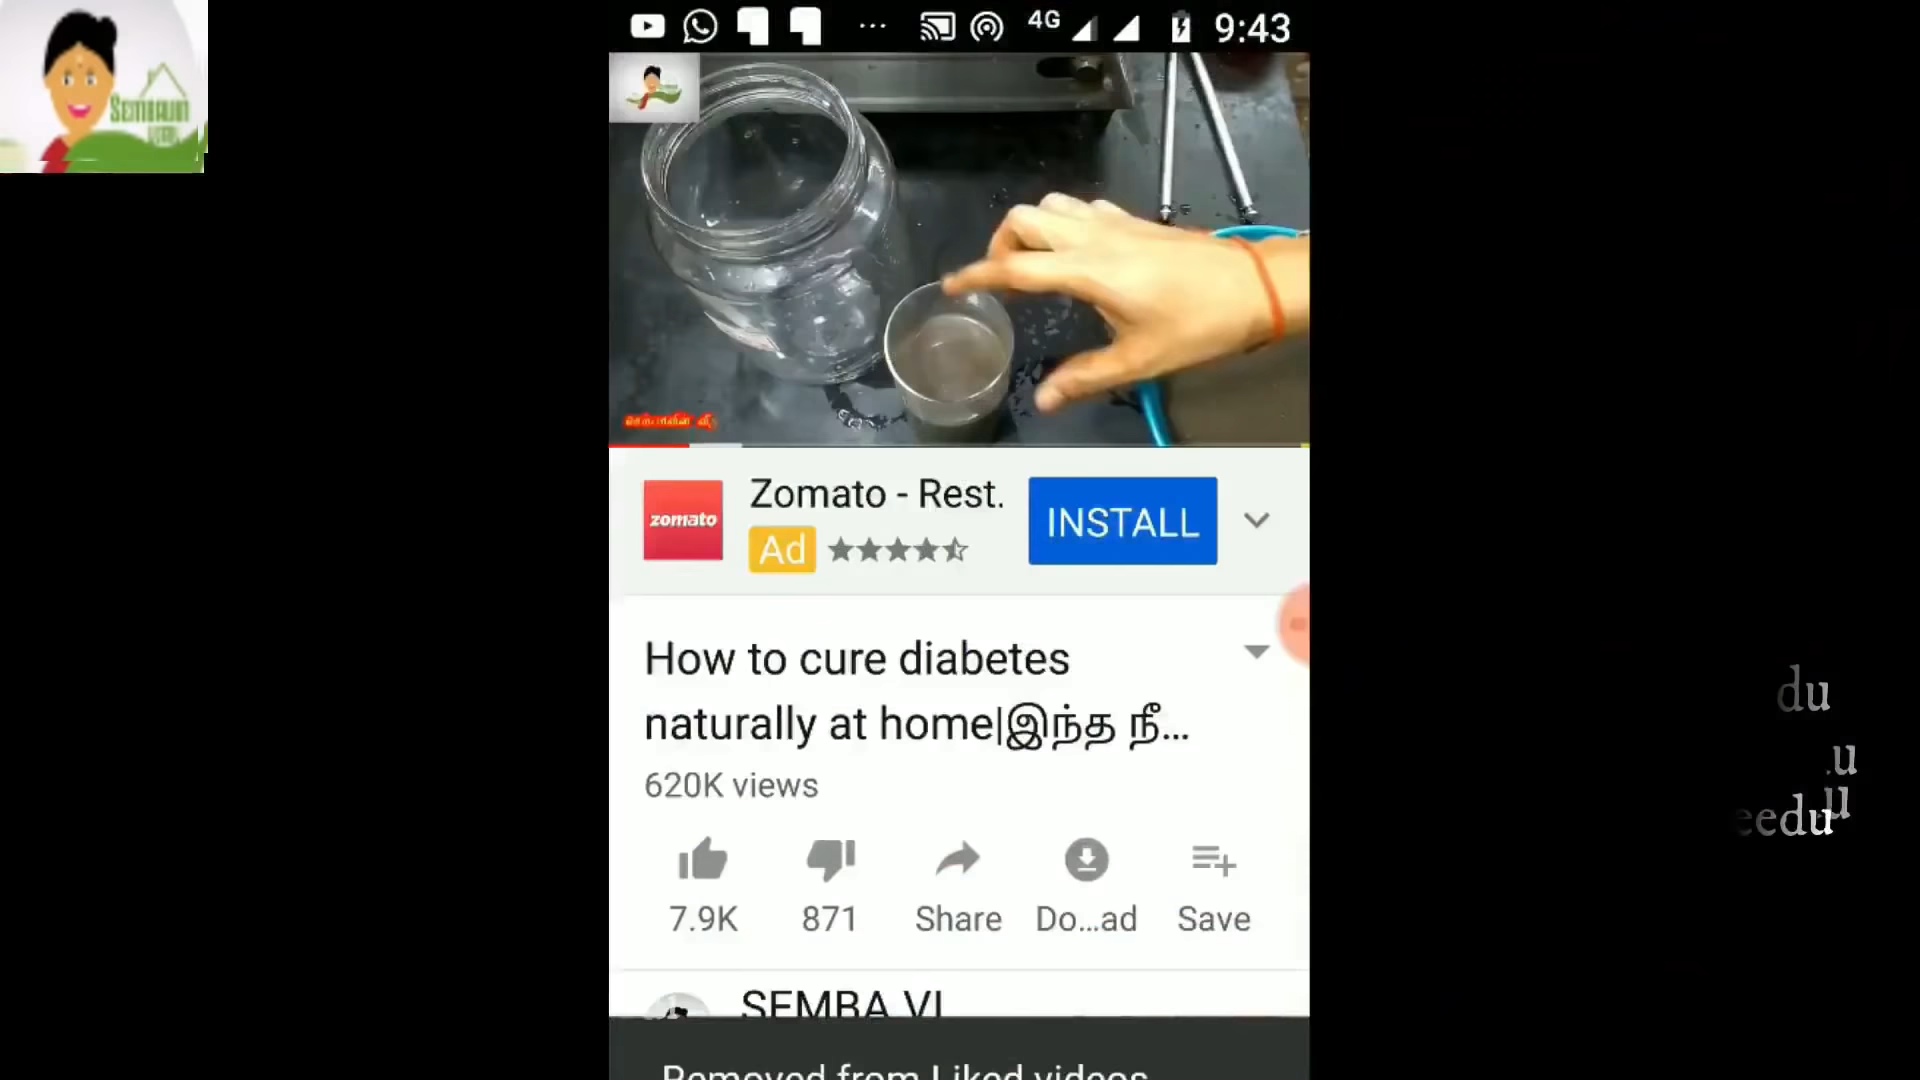 9:43
4G
SEMBAVIN
zomato
Zomato - Rest.
Ad
INSTALL
How to cure diabetes
naturally at home|இந்த நீ...
620K views
7.9K
871
Share
Do...ad
Save
SEMBA VI
Removed from Liked videos
du
.u
u
eedu